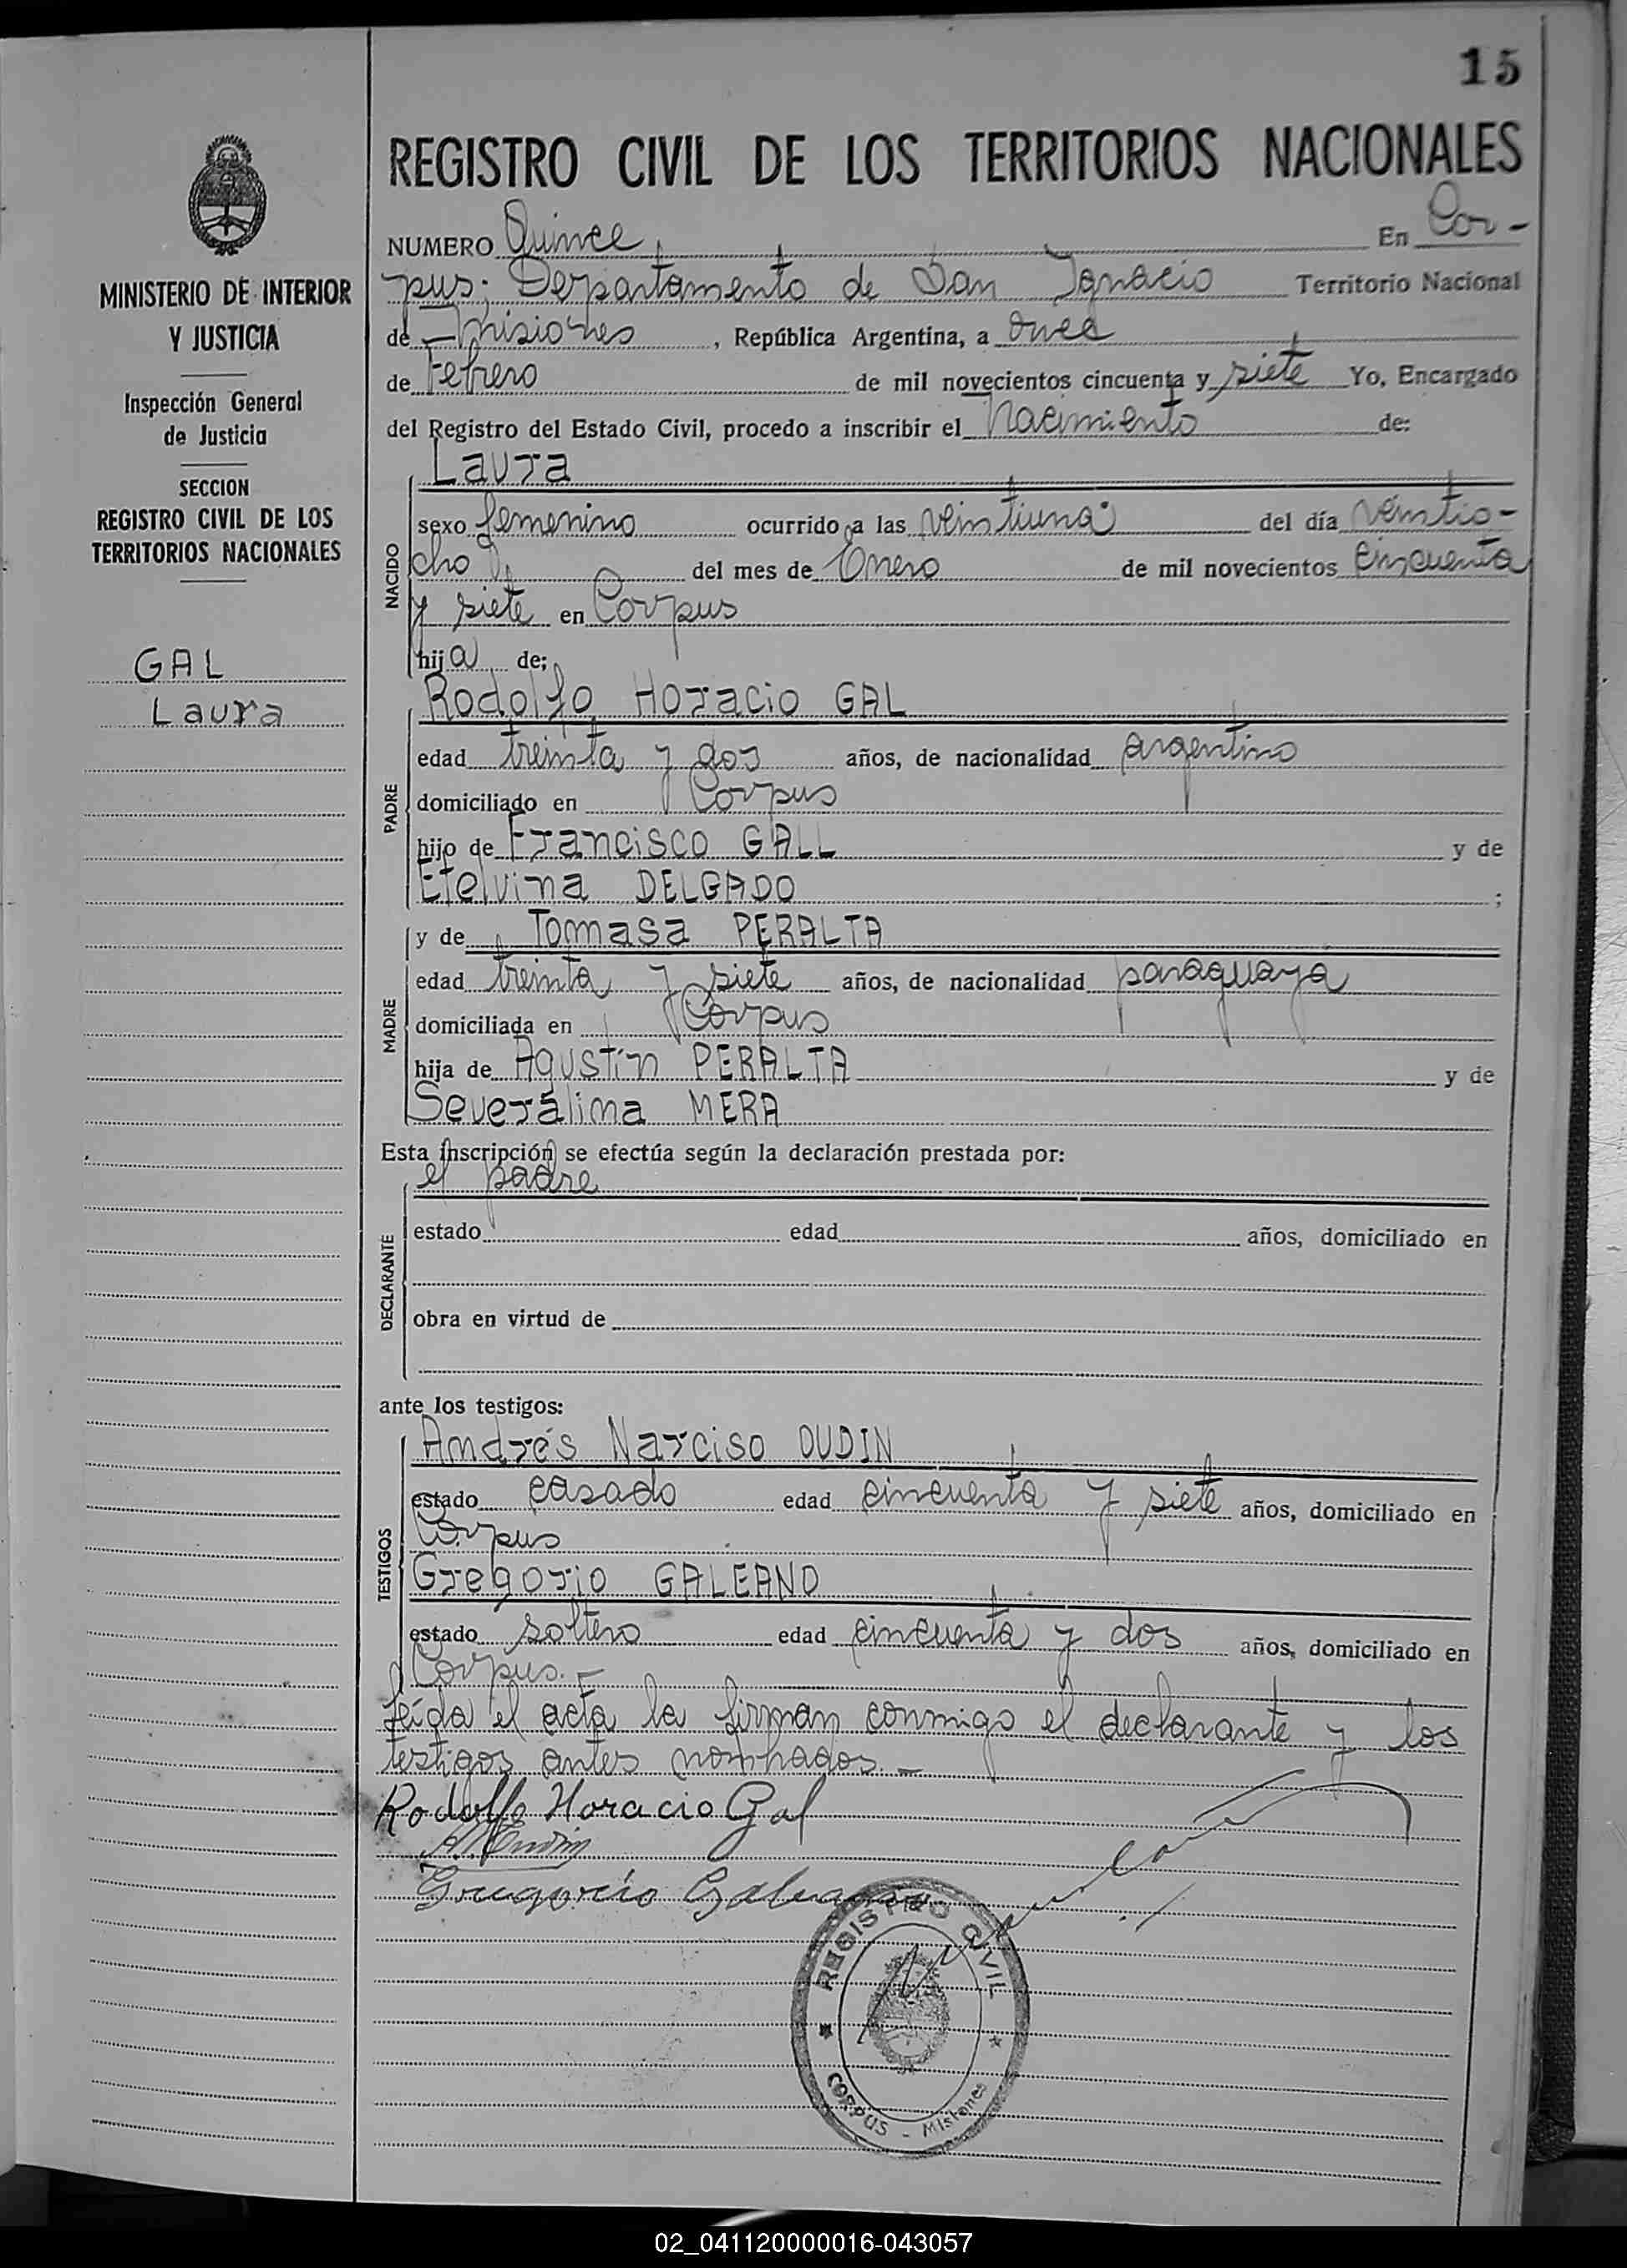 15
REGISTRO CIVIL DE LOS TERRITORIOS NACIONALES
MINISTERIO DE INTERIOR
Y JUSTICIA
Inspección General
de Justicia
SECCION
REGISTRO CIVIL DE LOS
TERRITORIOS NACIONALES
GAL
Laura
NUMERO Quince En Cor-
pus; Departamento de San Ignacio Territorio Nacional
de Misiones, República Argentina, a once
de Febrero de mil novecientos cincuenta y siete Yo, Encargado
del Registro del Estado Civil, procedo a inscribir el Nacimiento de:
NACIDO
Laura
sexo femenino ocurrido a las veintiuna del día veintio-
cho del mes de Enero de mil novecientos cincuenta
y siete en Corpus
hija de;
PADRE
Rodolfo Horacio GAL
edad treinta y dos años, de nacionalidad argentino
domiciliado en Corpus
hijo de Francisco GALL y de
Etelvina DELGADO ;
y de Tomasa PERALTA
MADRE
edad treinta y siete años, de nacionalidad paraguaya
domiciliada en Corpus
hija de Agustín PERALTA y de
Severálina MERA
Esta inscripción se efectúa según la declaración prestada por:
DECLARANTE
el padre
estado edad años, domiciliado en
obra en virtud de
ante los testigos:
TESTIGOS
Andrés Narciso OUDIN
estado casado edad cincuenta y siete años, domiciliado en
Corpus
Gregorio GALEANO
estado soltero edad cincuenta y dos años, domiciliado en
Corpus.-
Leída el acta la firman conmigo el declarante y los
testigos antes nombrados.-
Rodolfo Horacio Gal
Gregorio Galeano
REGISTRO CIVIL
CORPUS - Misiones
02_041120000016-043057